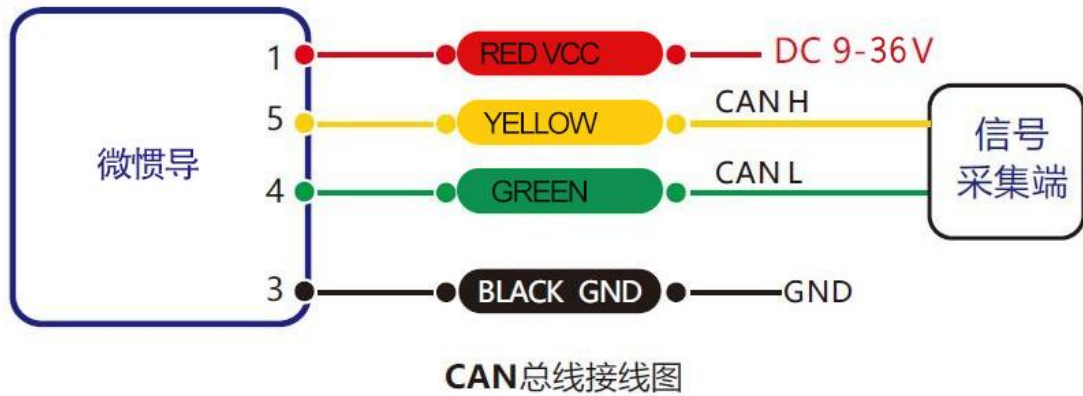 微惯导
1 RED VCC DC 9-36V
5 YELLOW CAN H
4 GREEN CAN L
3 BLACK GND GND
信号
采集端
CAN总线接线图